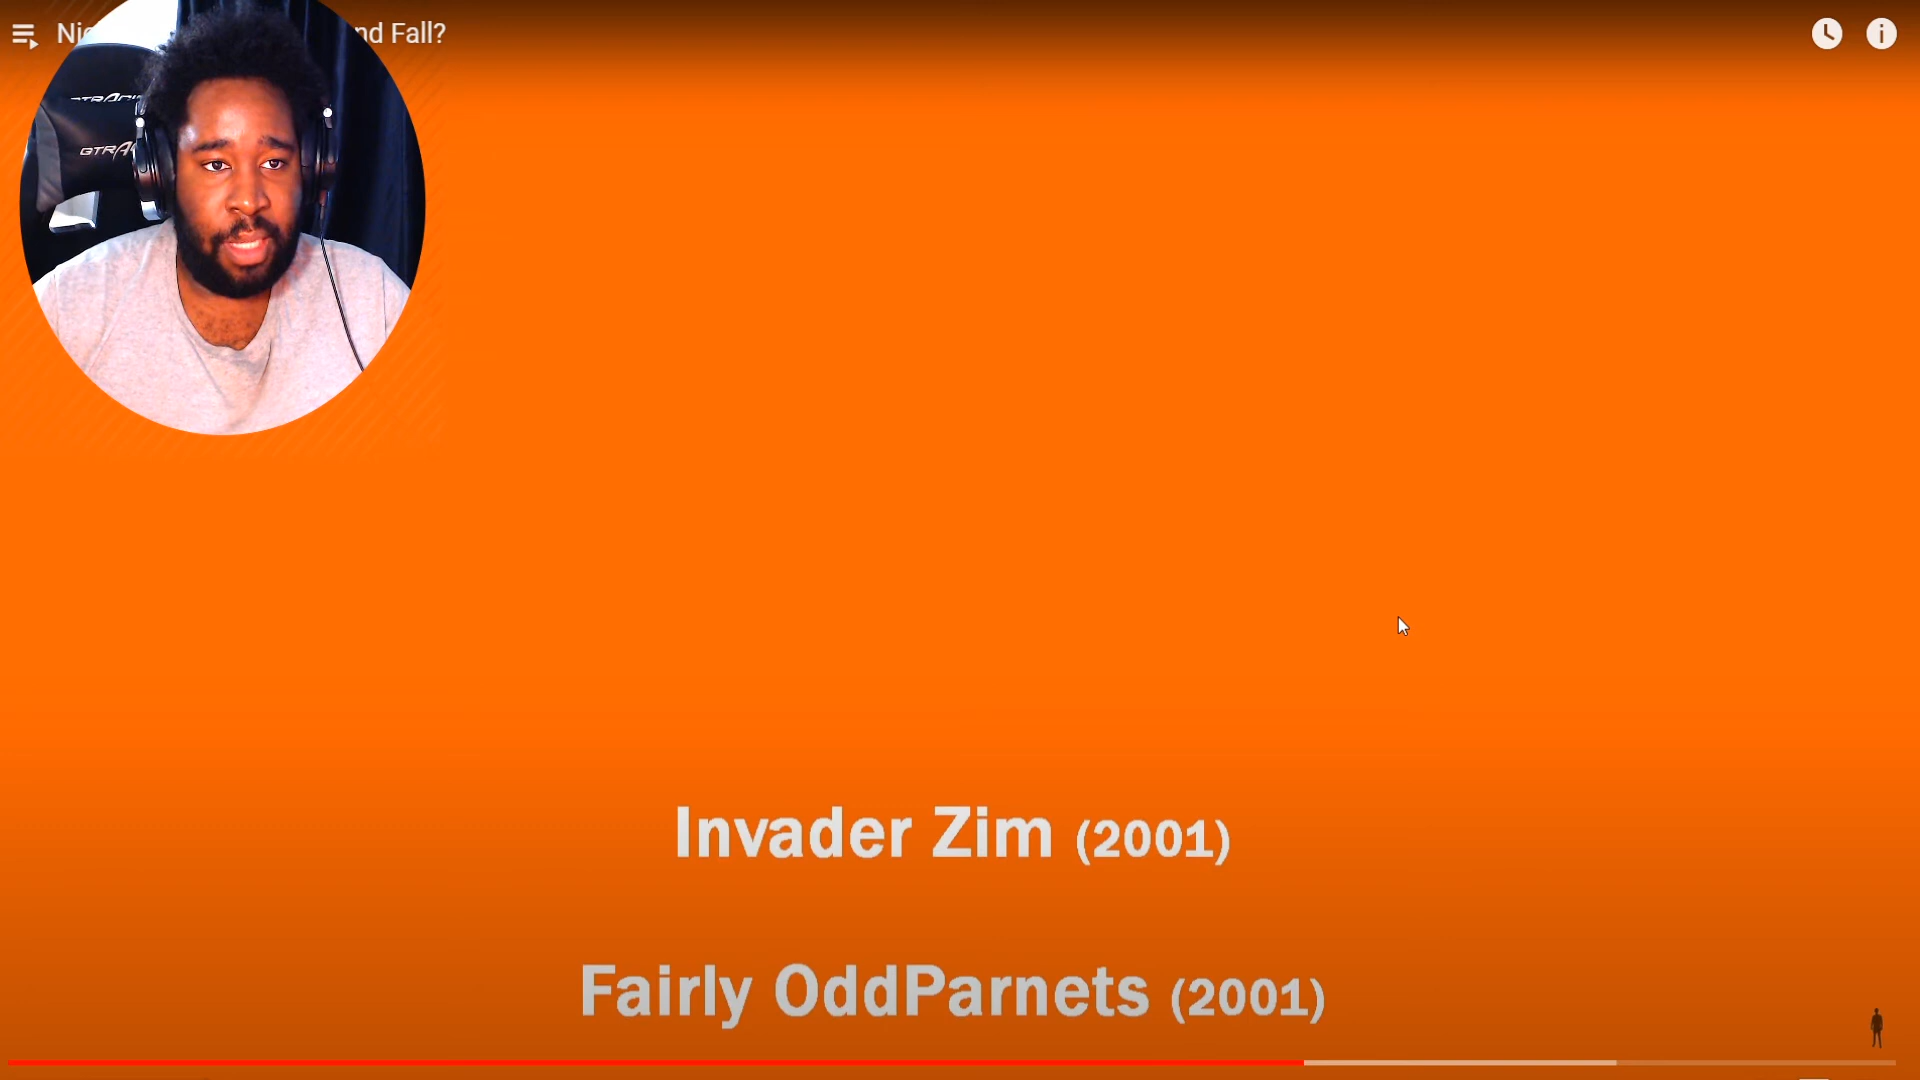 nd Fall?
Invader Zim (2001)
Fairly OddParnets (2001)